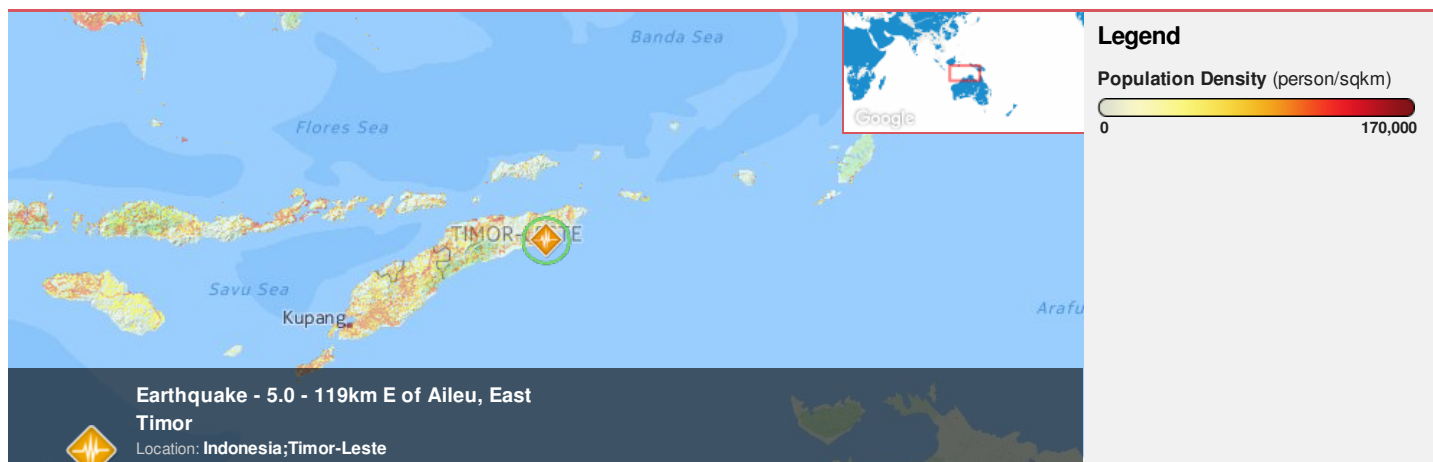 Banda Sea
Flores Sea
Google
TIMOR-LESTE
Savu Sea
Kupang
Arafu
Earthquake - 5.0 - 119km E of Aileu, East
Timor
Location: Indonesia;Timor-Leste
Legend
Population Density (person/sqkm)
0
170,000